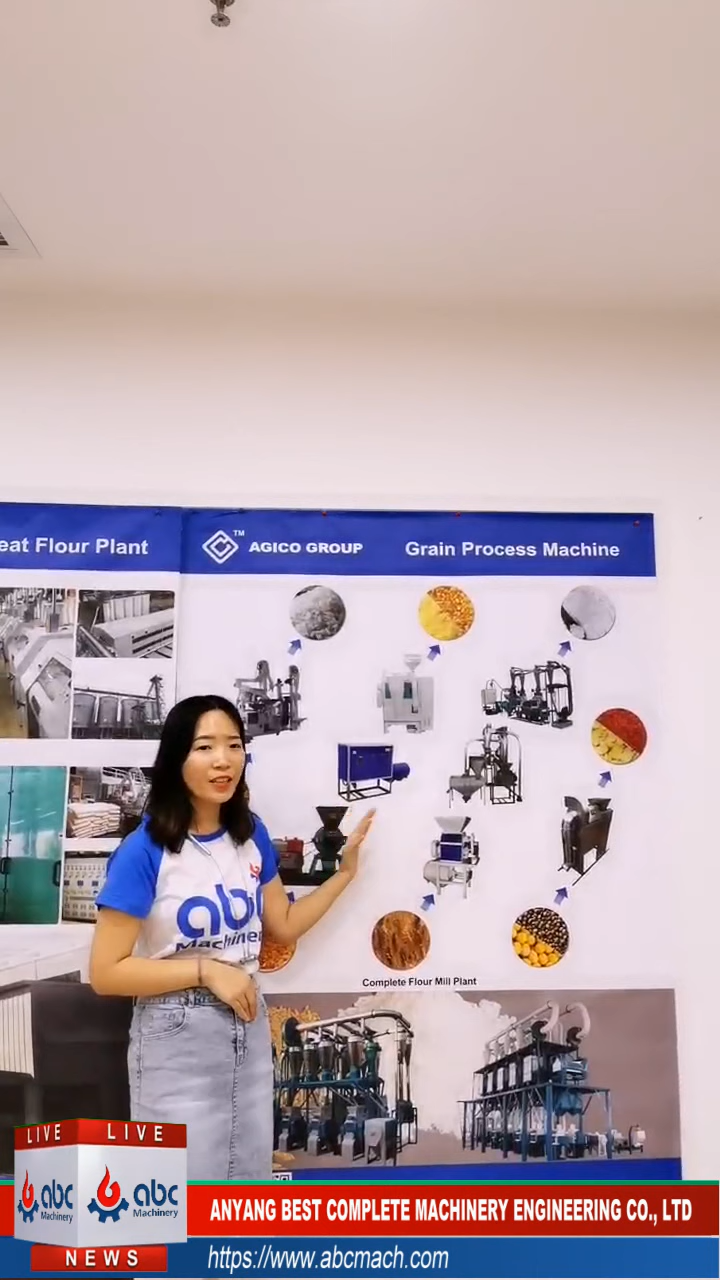 eat Flour Plant
TM
AGICO GROUP
Grain Process Machine
abc
Machinery
Complete Flour Mill Plant
LIVE LIVE
abc
Machinery
abc
Machinery
NEWS
ANYANG BEST COMPLETE MACHINERY ENGINEERING CO., LTD
https://www.abcmach.com